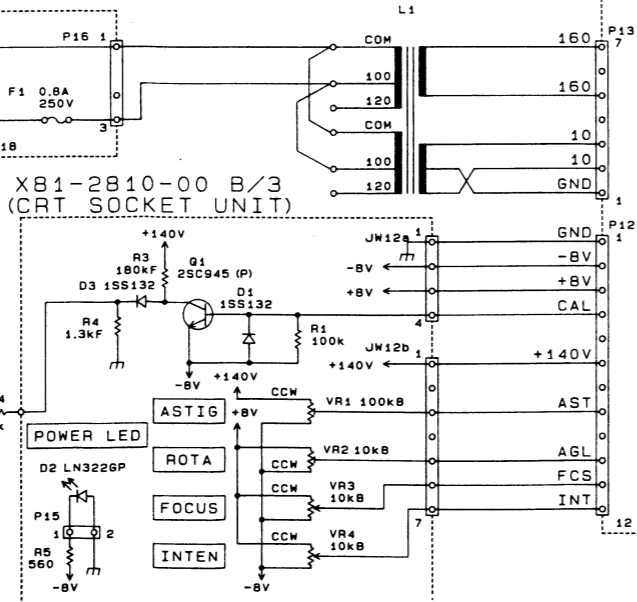 L1
P16 1
COM
160
P13
7
F1 0.8A
250V
100
120
160
3
COM
10
18
100
10
120
GND
1
X81-2810-00 B/3
(CRT SOCKET UNIT)
P12
+140V
JW12a 1
GND
1
R3
180kF
Q1
2SC945 (P)
-8V
-8V
D3 1SS132
D1
1SS132
+8V
+8V
R4
1.3kF
R1
100k
4
CAL
JW12b
1
+140V
+140V
-8V
+140V
CCW
ASTIG
+8V
VR1 100kB
AST
4
k
POWER LED
ROTA
VR2 10kB
AGL
CCW
D2 LN322GP
CCW
VR3
10kB
FCS
FOCUS
INT
P15
1
2
CCW
VR4
10kB
7
12
R5
560
INTEN
-8V
-8V